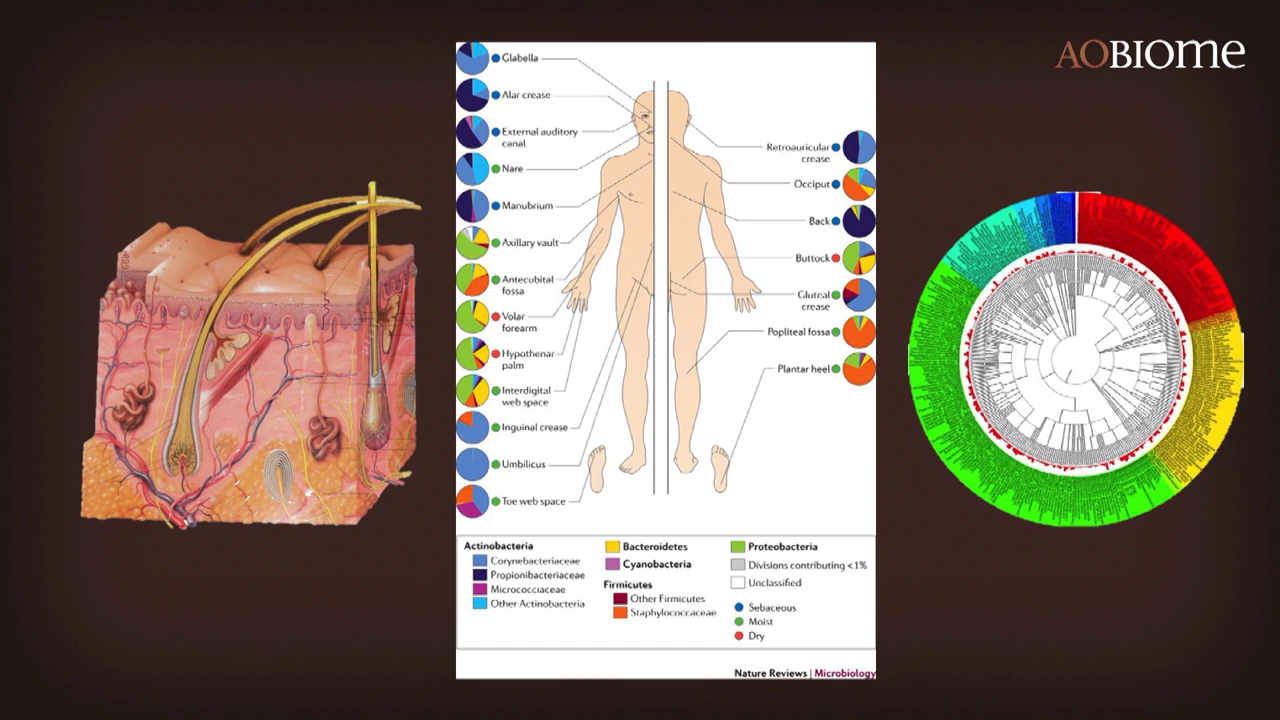 AOBIOME
Glabella
Alar crease
External auditory
canal
Nare
Manubrium
Axillary vault
Antecubital
fossa
Volar
forearm
Hypothenar
palm
Interdigital
web space
Inguinal crease
Umbilicus
Toe web space
Retroauricular
crease
Occiput
Back
Buttock
Gluteal
crease
Popliteal fossa
Plantar heel
Actinobacteria
Corynebacteriaceae
Propionibacteriaceae
Micrococciaceae
Other Actinobacteria
Bacteroidetes
Cyanobacteria
Firmicutes
Other Firmicutes
Staphylococcaceae
Proteobacteria
Divisions contributing <1%
Unclassified
Sebaceous
Moist
Dry
Nature Reviews | Microbiology